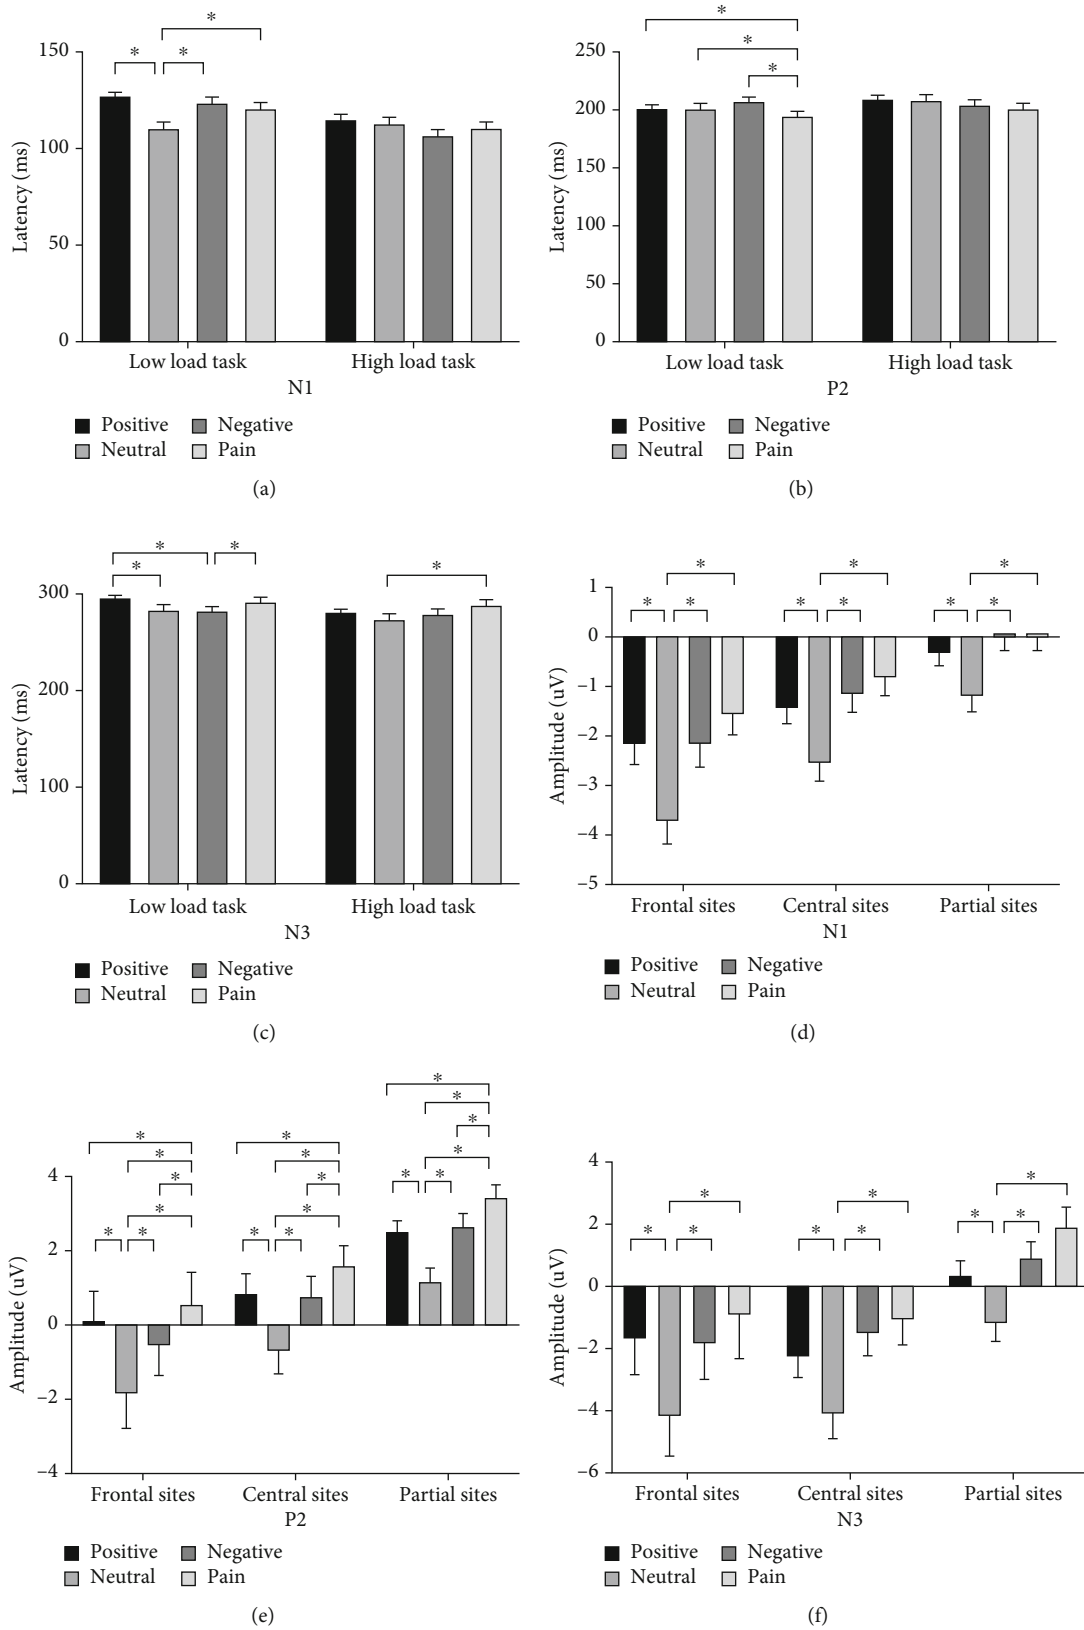 *
* *
150
100
50
0
Latency (ms)
Low load task High load task
N1
Positive Negative
Neutral Pain
(a)
*
*
*
250
200
150
100
50
0
Latency (ms)
Low load task High load task
P2
Positive Negative
Neutral Pain
(b)
* * *
* *
300
200
100
0
Latency (ms)
Low load task High load task
N3
Positive Negative
Neutral Pain
(c)
* * *
* * * * * *
1
0
−1
−2
−3
−4
−5
Amplitude (uV)
Frontal sites Central sites Partial sites
N1
Positive Negative
Neutral Pain
(d)
*
*
*
* * *
* * *
* * *
* * * *
* * * *
4
2
0
−2
−4
Amplitude (uV)
Frontal sites Central sites Partial sites
P2
Positive Negative
Neutral Pain
(e)
* * *
* * * * * *
4
2
0
−2
−4
−6
Amplitude (uV)
Frontal sites Central sites Partial sites
N3
Positive Negative
Neutral Pain
(f)